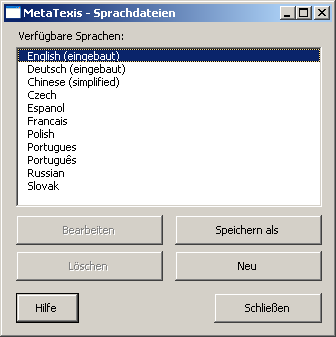 MetaTexis - Sprachdateien
Verfügbare Sprachen:
English (eingebaut)
Deutsch (eingebaut)
Chinese (simplified)
Czech
Espanol
Francais
Polish
Portugues
Português
Russian
Slovak
Bearbeiten Speichern als
Löschen Neu
Hilfe Schließen